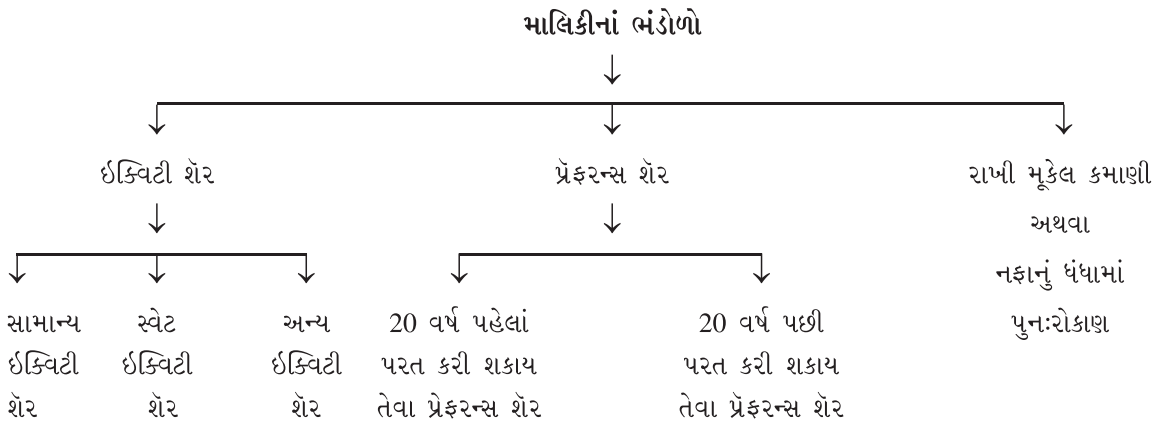 માલિકીનાં ભંડોળો
ઇક્વિટી શૅર
પ્રૅફરન્સ શૅર
રાખી મૂકેલ કમાણી
અથવા
નફાનું ધંધામાં
પુનઃરોકાણ
સામાન્ય
ઇક્વિટી
શૅર
સ્વેટ
ઇક્વિટી
શૅર
અન્ય
ઇક્વિટી
શૅર
20 વર્ષ પહેલાં
પરત કરી શકાય
તેવા પ્રેફરન્સ શૅર
20 વર્ષ પછી
પરત કરી શકાય
તેવા પ્રૅફરન્સ શૅર